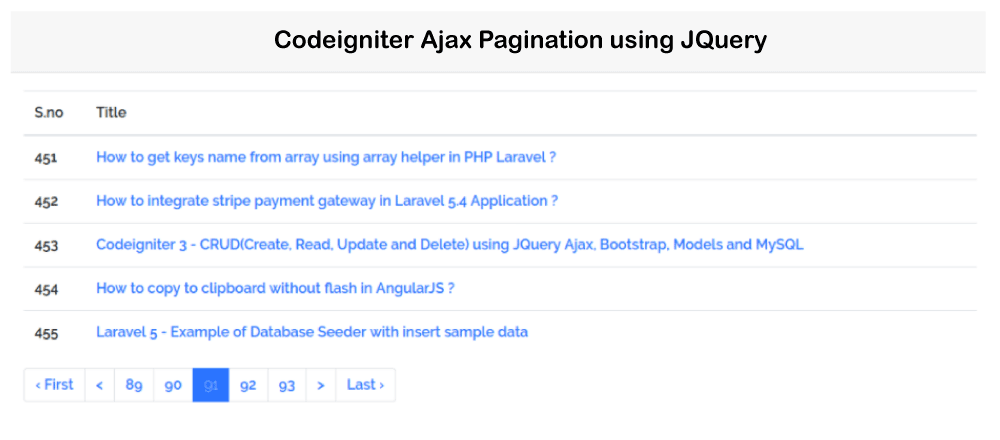 Codeigniter Ajax Pagination using JQuery
S.no Title
451 How to get keys name from array using array helper in PHP Laravel ?
452 How to integrate stripe payment gateway in Laravel 5.4 Application ?
453 Codeigniter 3 - CRUD(Create, Read, Update and Delete) using JQuery Ajax, Bootstrap, Models and MySQL
454 How to copy to clipboard without flash in AngularJS ?
455 Laravel 5 - Example of Database Seeder with insert sample data
‹ First < 89 90 91 92 93 > Last ›